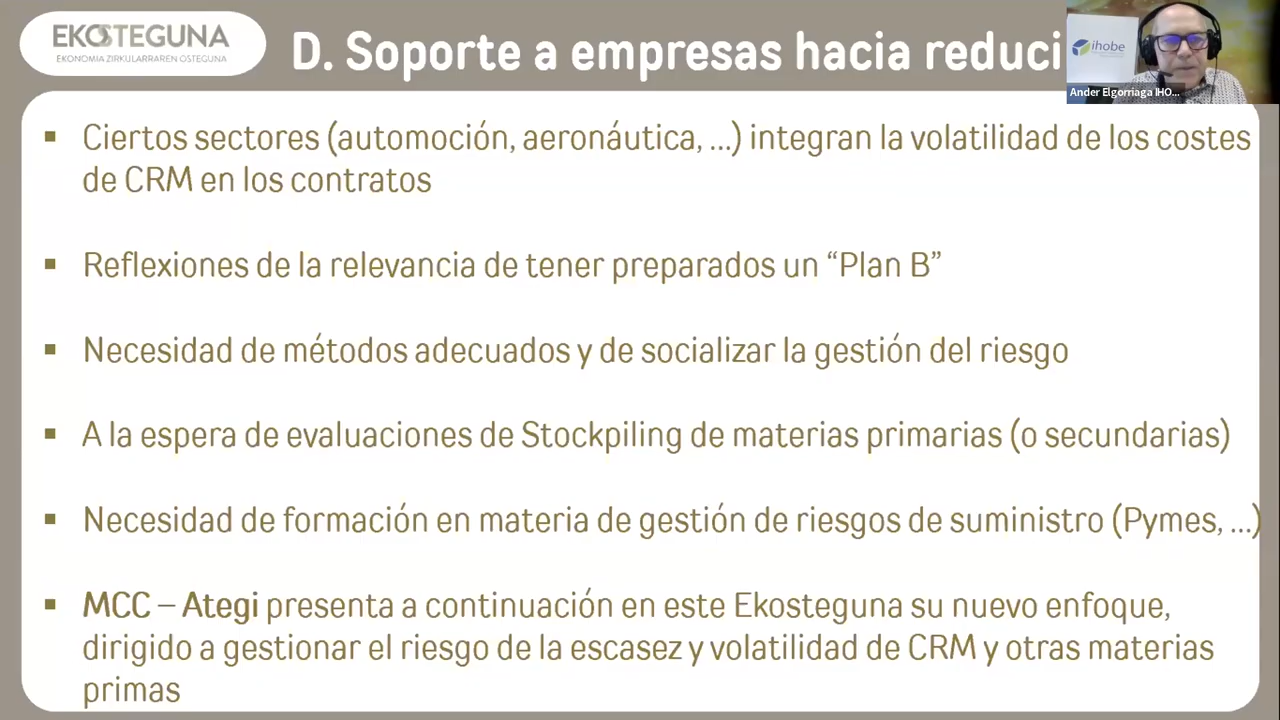 EKOSTEGUNA
EKONOMIA ZIRKULARRAREN OSTEGUNA
D. Soporte a empresas hacia reduci
ihobe
Ander Elgorriaga IHO...
▪ Ciertos sectores (automoción, aeronáutica, ...) integran la volatilidad de los costes
de CRM en los contratos
▪ Reflexiones de la relevancia de tener preparados un “Plan B”
▪ Necesidad de métodos adecuados y de socializar la gestión del riesgo
▪ A la espera de evaluaciones de Stockpiling de materias primarias (o secundarias)
▪ Necesidad de formación en materia de gestión de riesgos de suministro (Pymes, ...)
▪ MCC – Ategi presenta a continuación en este Ekosteguna su nuevo enfoque,
dirigido a gestionar el riesgo de la escasez y volatilidad de CRM y otras materias
primas